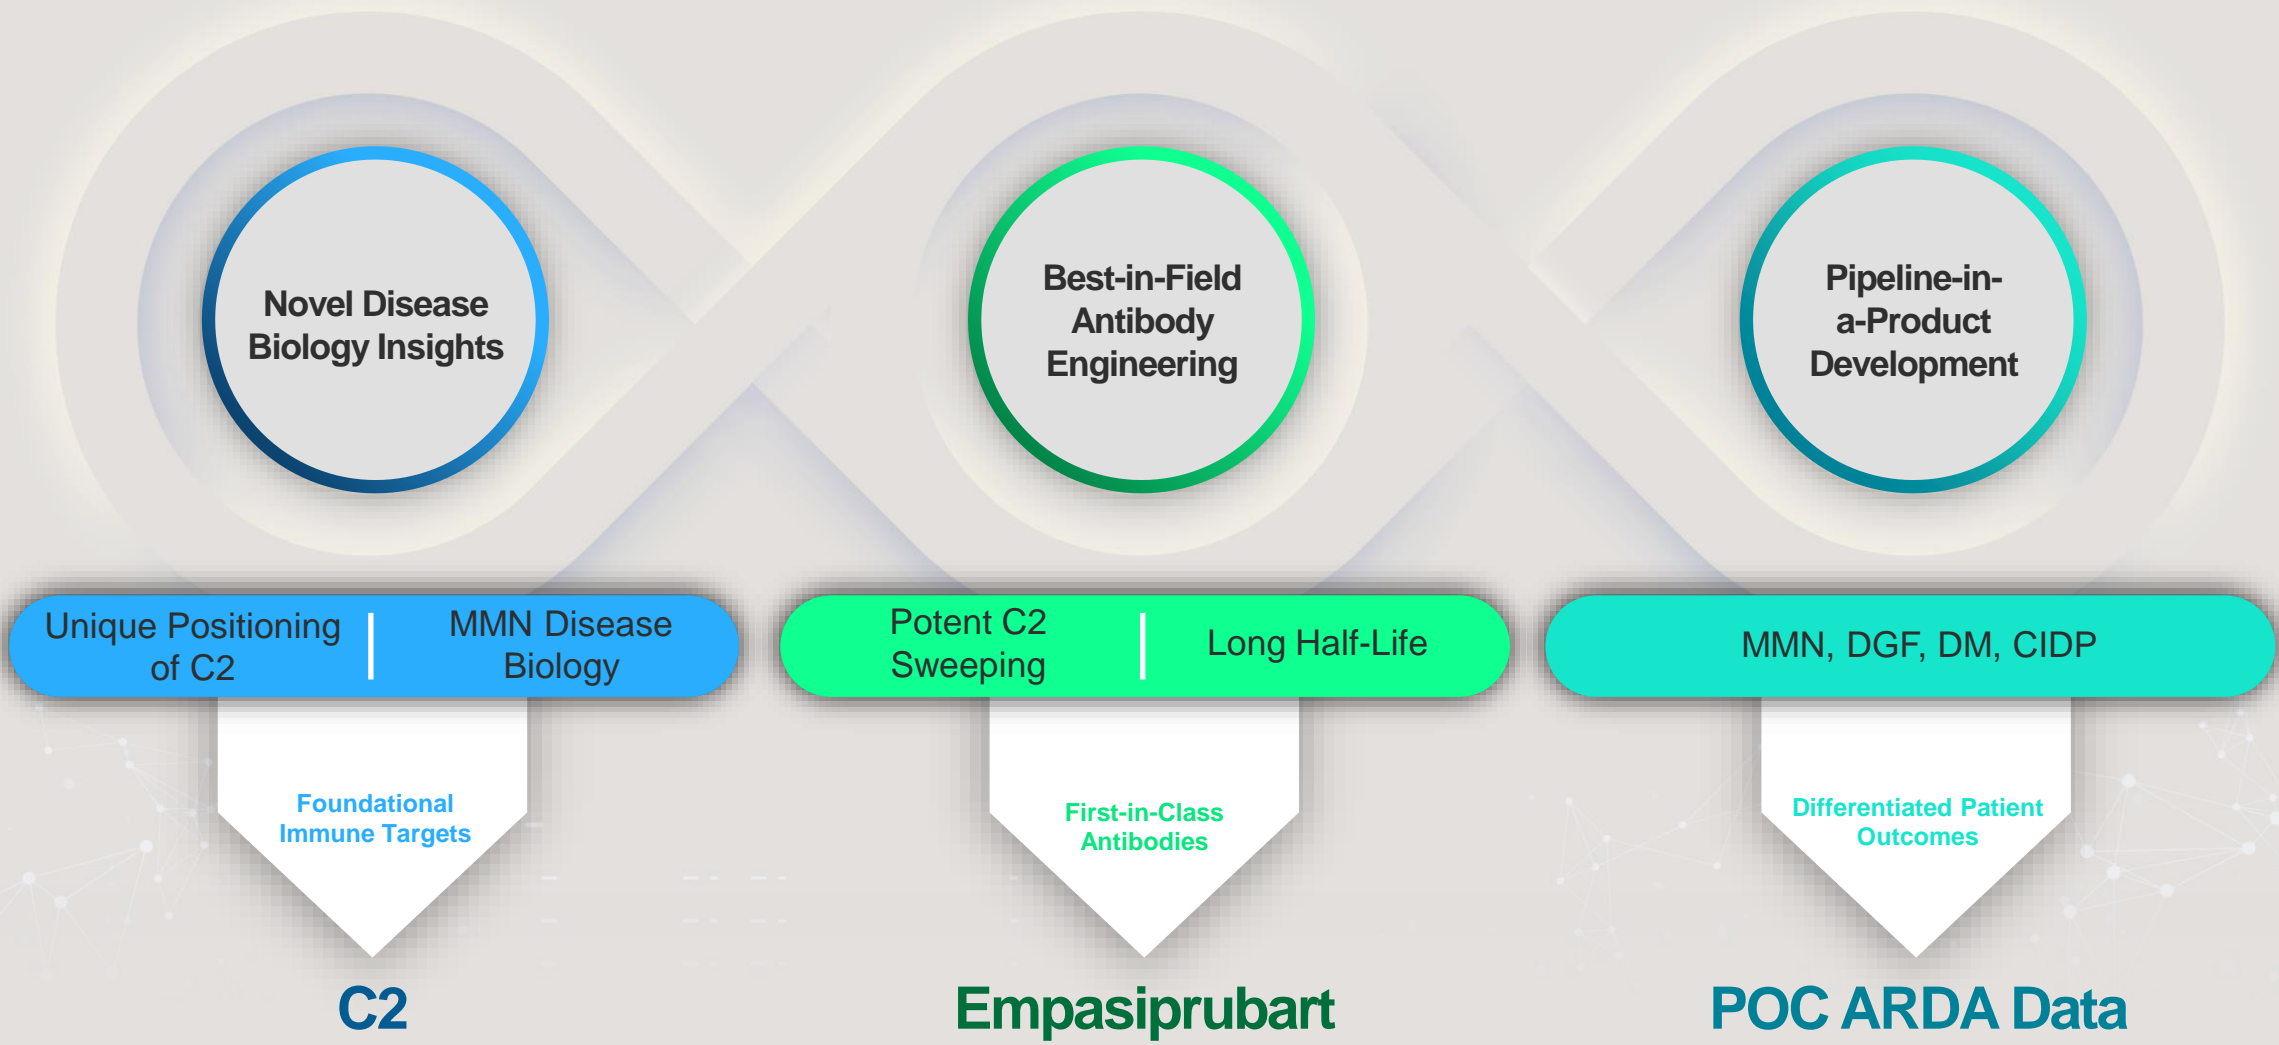 Novel Disease
Biology Insights
Best-in-Field
Antibody
Engineering
Pipeline-in-
a-Product
Development
Unique Positioning
of C2
MMN Disease
Biology
Potent C2
Sweeping
Long Half-Life
MMN, DGF, DM, CIDP
Foundational
Immune Targets
First-in-Class
Antibodies
Differentiated Patient
Outcomes
C2
Empasiprubart
POC ARDA Data